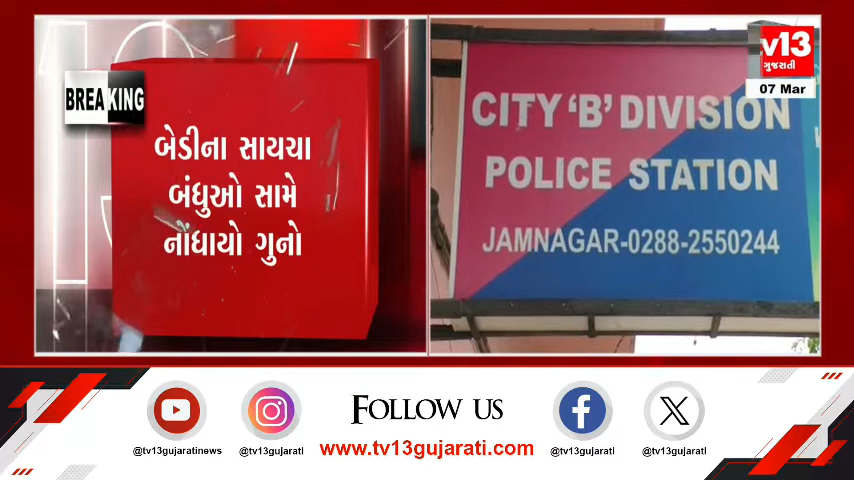 BREAKING
બેડીના સાયચા
બંધુઓ સામે
નોંધાયો ગુનો
v13
ગુજરાતી
07 Mar
CITY ‘B’ DIVISION
POLICE STATION
JAMNAGAR-0288-2550244
FOLLOW US
www.tv13gujarati.com
@tv13gujaratinews
@tv13gujarati
@tv13gujarati
@tv13gujarati